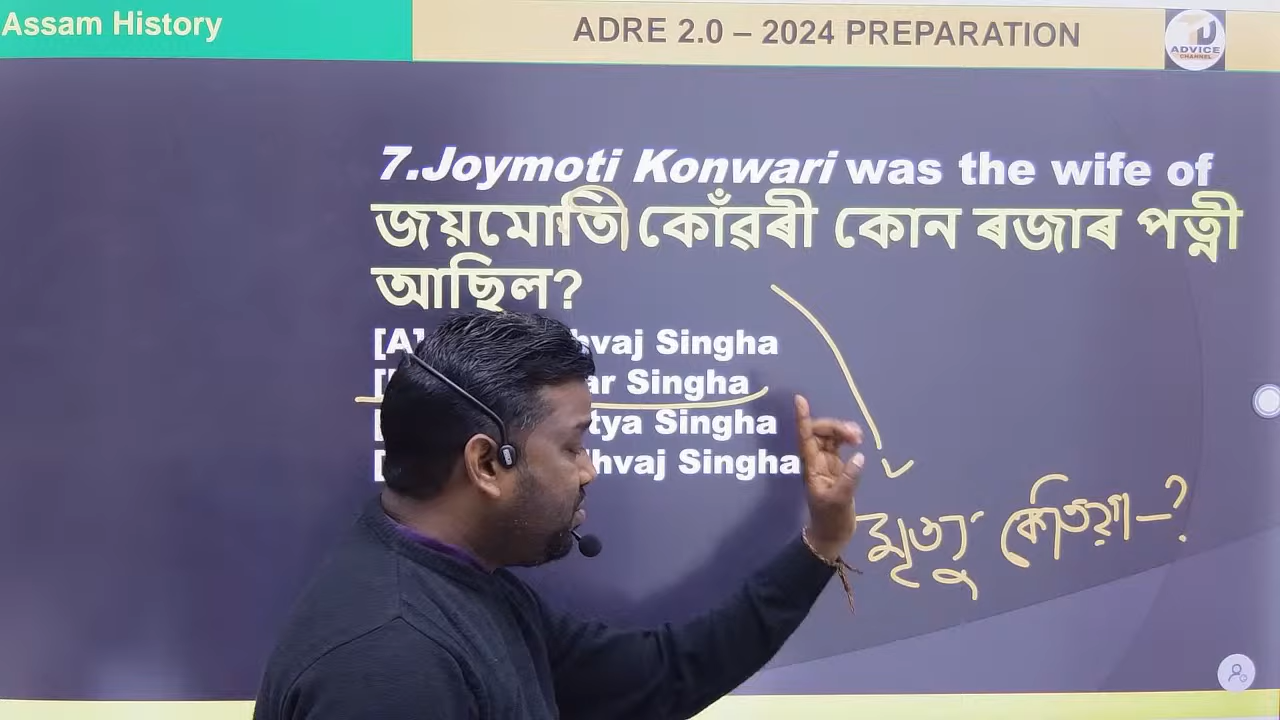 Assam History
ADRE 2.0 – 2024 PREPARATION
ADVICE
CHANNEL
7.Joymoti Konwari was the wife of
জয়মোতি কোঁৱৰী কোন ৰজাৰ পত্নী
আছিল?
[A] hvaj Singha
ar Singha
tya Singha
dhvaj Singha
মৃত্যু কেতিয়া-?